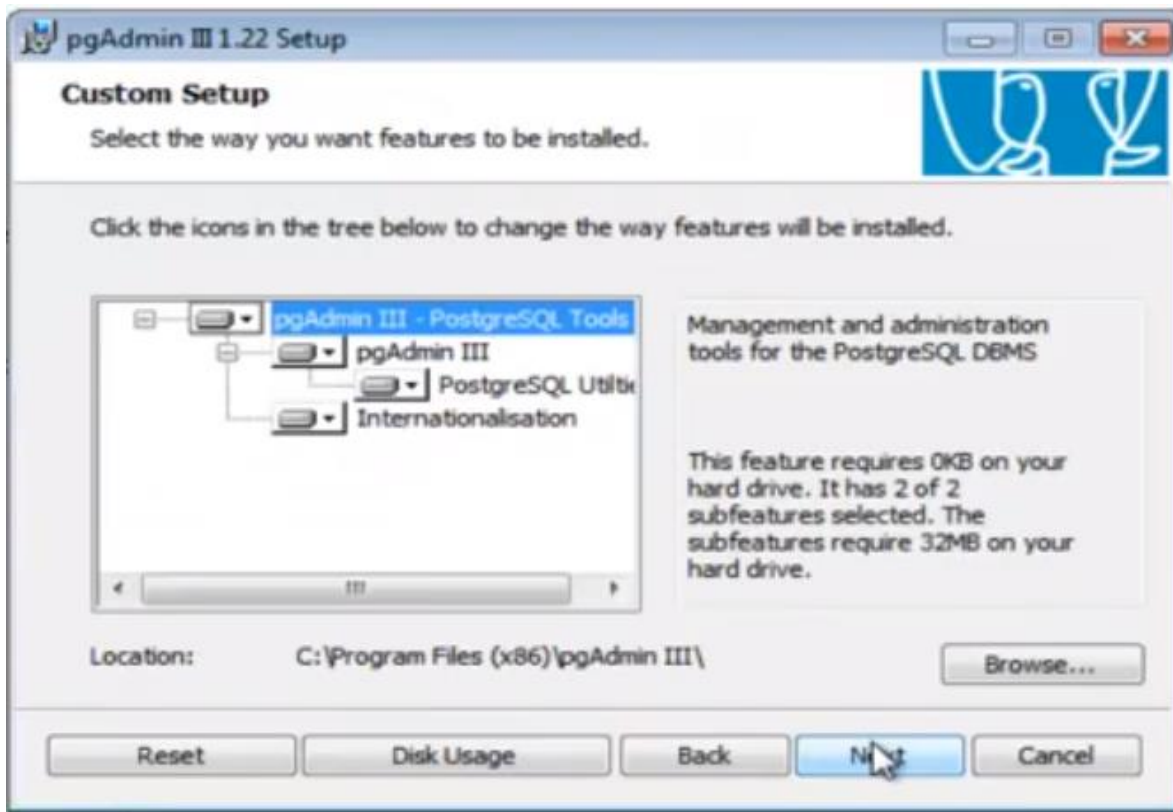 pgAdmin III 1.22 Setup
Custom Setup
Select the way you want features to be installed.
Click the icons in the tree below to change the way features will be installed.
pgAdmin III - PostgreSQL Tools
pgAdmin III
PostgreSQL Utiltie
Internationalisation
Management and administration
tools for the PostgreSQL DBMS
This feature requires 0KB on your
hard drive. It has 2 of 2
subfeatures selected. The
subfeatures require 32MB on your
hard drive.
Location: C:\Program Files (x86)\pgAdmin III\
Browse...
Reset Disk Usage Back Next Cancel